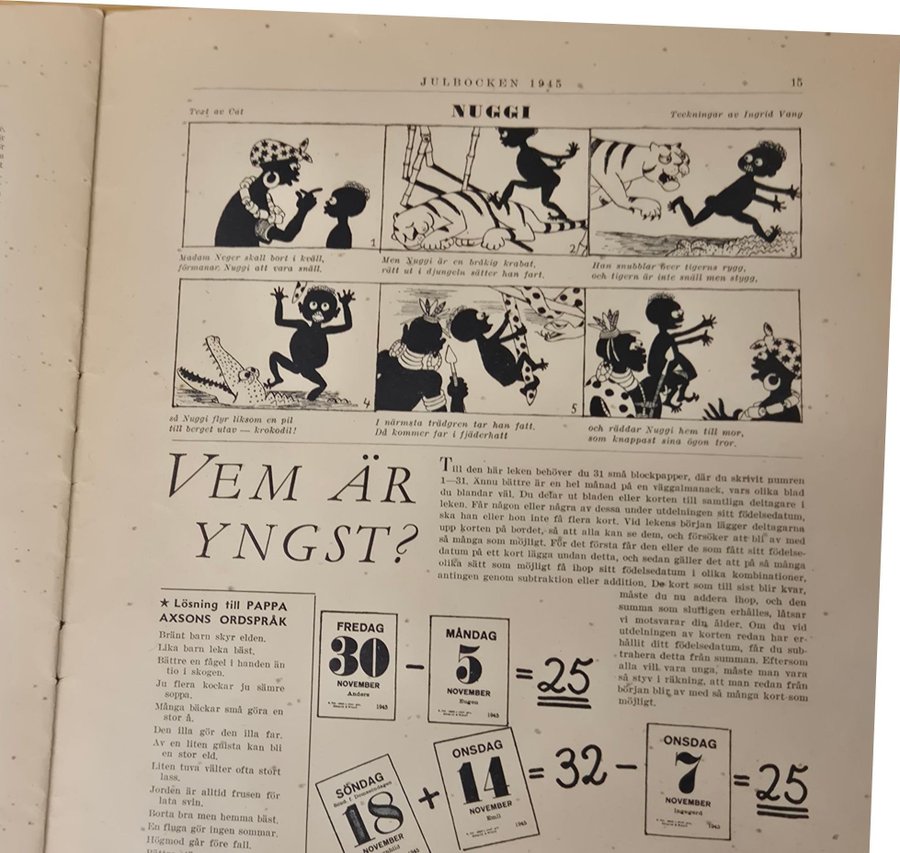 JULBOCKEN 1945
15
Text av Cat
NUGGI
Teckningar av Ingrid Vang
1
2
3
Madam Neger skall bort i kväll,
förmanar Nuggi att vara snäll.
Men Nuggi är en bråkig krabat,
rätt ut i djungeln sätter han fart.
Han snubblar över tigerns rygg,
och tigern är inte snäll men stygg,
4
5
så Nuggi flyr liksom en pil
till berget utav — krokodil!
I närmsta trädgren tar han fatt.
Då kommer far i fjäderhatt
och räddar Nuggi hem till mor,
som knappast sina ögon tror.
VEM ÄR
YNGST?
Till den här leken behöver du 31 små blockpapper, där du skrivit numren
1—31. Ännu bättre är en hel månad på en väggalmanack, vars olika blad
du blandar väl. Du delar ut bladen eller korten till samtliga deltagare i
leken. Får någon eller några av dessa under utdelningen sitt födelsedatum,
ska han eller hon inte få flera kort. Vid lekens början lägger deltagarna
upp korten på bordet, så att alla kan se dem, och försöker att bli av med
så många som möjligt. För det första får den eller de som fått sitt födelse-
datum på ett kort lägga undan detta, och sedan gäller det att på så många
olika sätt som möjligt få ihop sitt födelsedatum i olika kombinationer,
antingen genom subtraktion eller addition. De kort som till sist blir kvar,
måste du nu addera ihop, och den
summa som slutligen erhålles, låtsar
vi motsvarar din ålder. Om du vid
utdelningen av korten redan har er-
hållit ditt födelsedatum, får du sub-
trahera detta från summan. Eftersom
alla vill vara unga, måste man vara
så styv i räkning, att man redan från
början blir av med så många kort som
möjligt.
★ Lösning till PAPPA
AXSONS ORDSPRÅK
Bränt barn skyr elden.
Lika barn leka bäst.
Bättre en fågel i handen än
tio i skogen.
Ju flera kockar ju sämre
soppa.
Många bäckar små göra en
stor å.
Den illa gör den illa far.
Av en liten gnista kan bli
en stor eld.
Liten tuva välter ofta stort
lass.
Jorden är alltid frusen för
lata svin.
Borta bra men hemma bäst.
En fluga gör ingen sommar.
Högmod går före fall.
FREDAG
30
NOVEMBER
Anders
1945
–
MÅNDAG
5
NOVEMBER
Eugen
1945
= 25
SÖNDAG
18
NOVEMBER
+
ONSDAG
14
NOVEMBER
Emil
1945
= 32 –
ONSDAG
7
NOVEMBER
Ingegerd
1945
= 25